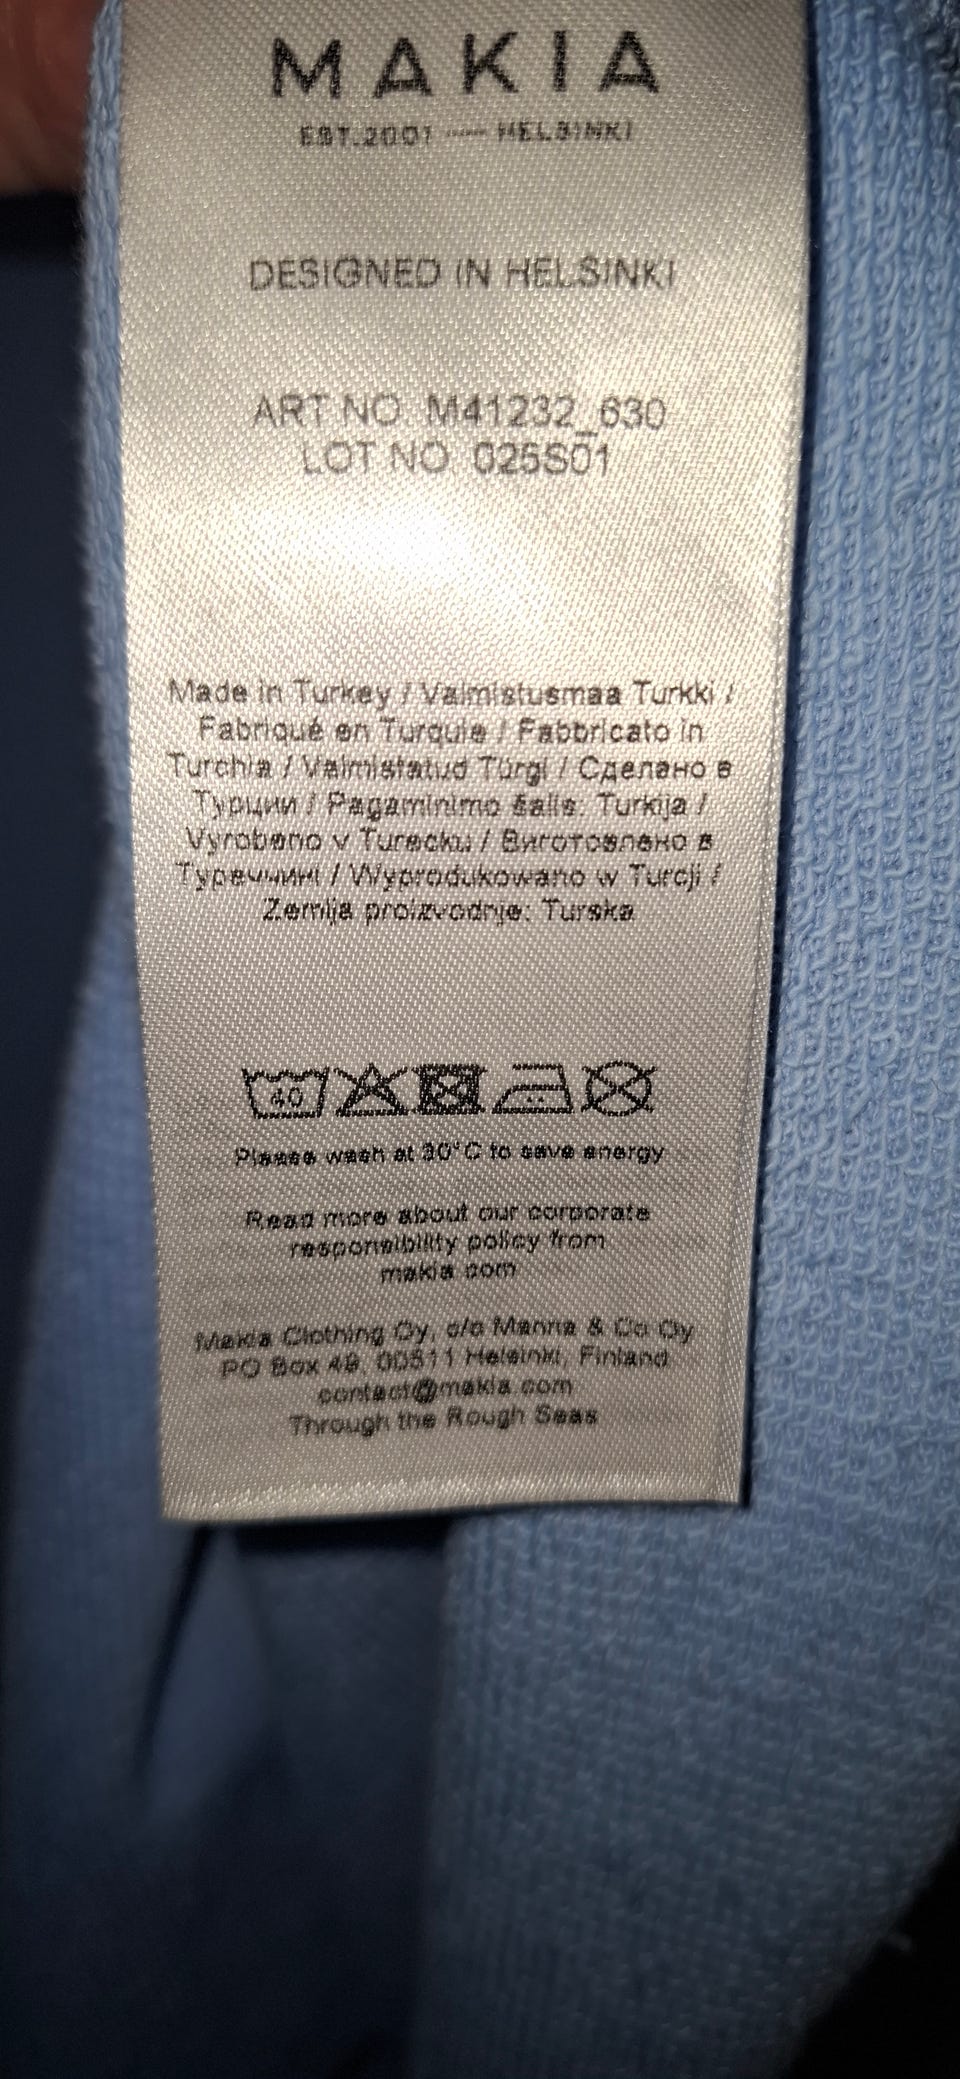 MAKIA
EST.2001 — HELSINKI
DESIGNED IN HELSINKI
ART NO. M41232_630
LOT NO. 025S01
Made in Turkey / Valmistusmaa Turkki /
Fabriqué en Turquie / Fabbricato in
Turchia / Valmistatud Türgi / Сделано в
Турции / Pagaminimo šalis: Turkija /
Vyrobeno v Turecku / Виготовлено в
Туреччині / Wyprodukowano w Turcji /
Zemlja proizvodnje: Turska
40
Please wash at 30°C to save energy
Read more about our corporate
responsibility policy from
makia.com
Makia Clothing Oy, c/o Manna & Co Oy
PO Box 49, 00511 Helsinki, Finland
contact@makia.com
Through the Rough Seas